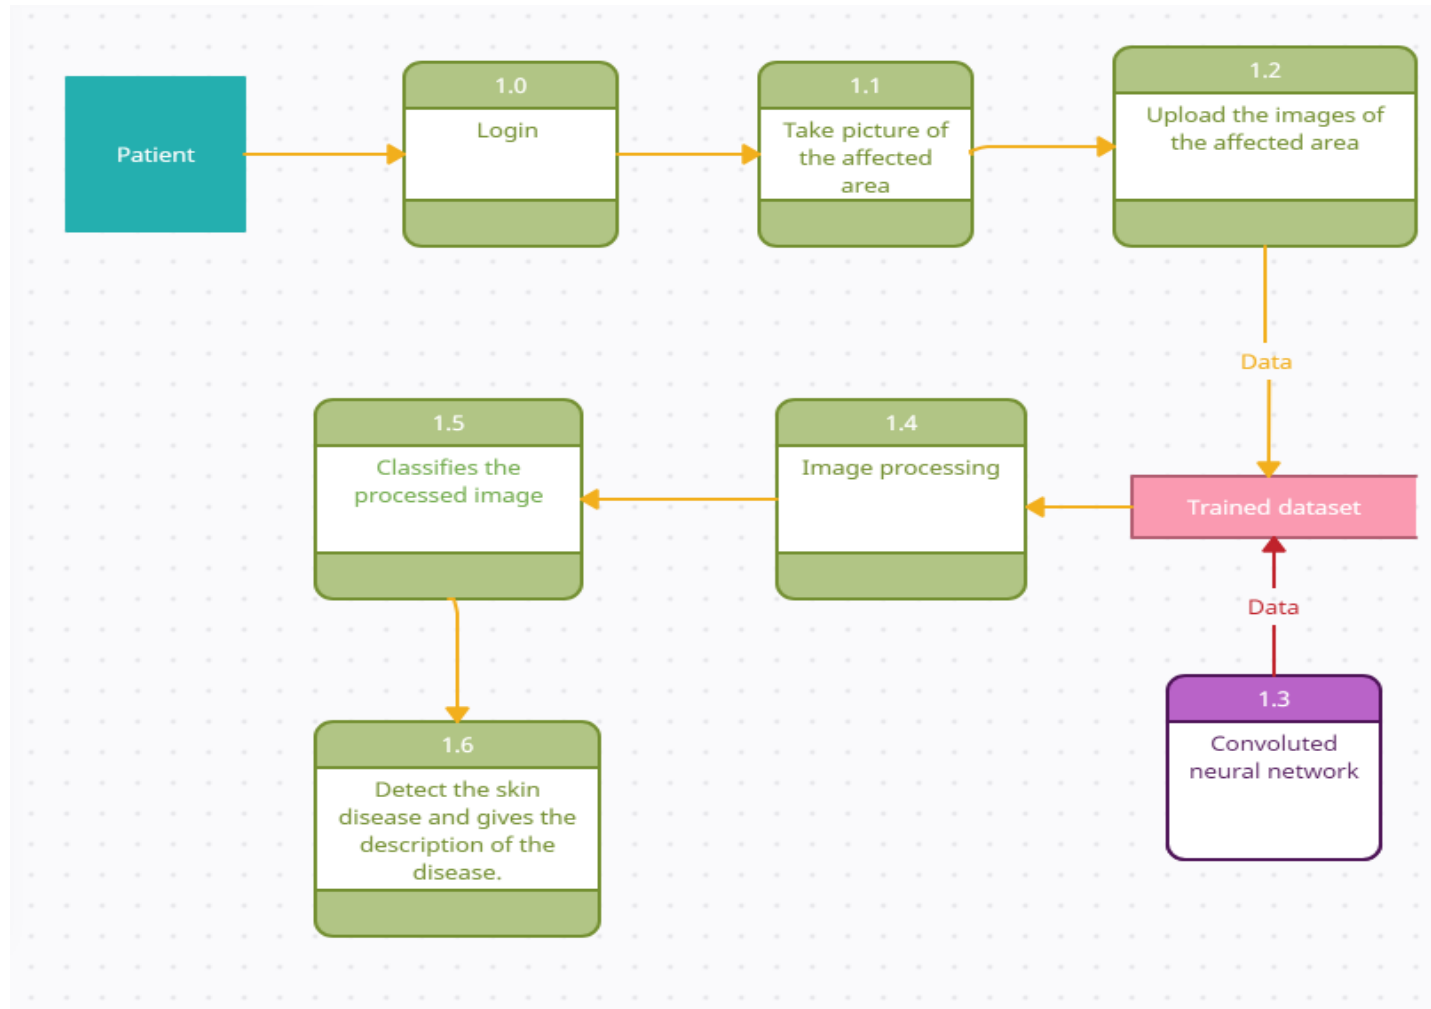 Patient
1.0
Login
1.1
Take picture of
the affected
area
1.2
Upload the images of
the affected area
Data
Trained dataset
Data
1.3
Convoluted
neural network
1.4
Image processing
1.5
Classifies the
processed image
1.6
Detect the skin
disease and gives the
description of the
disease.